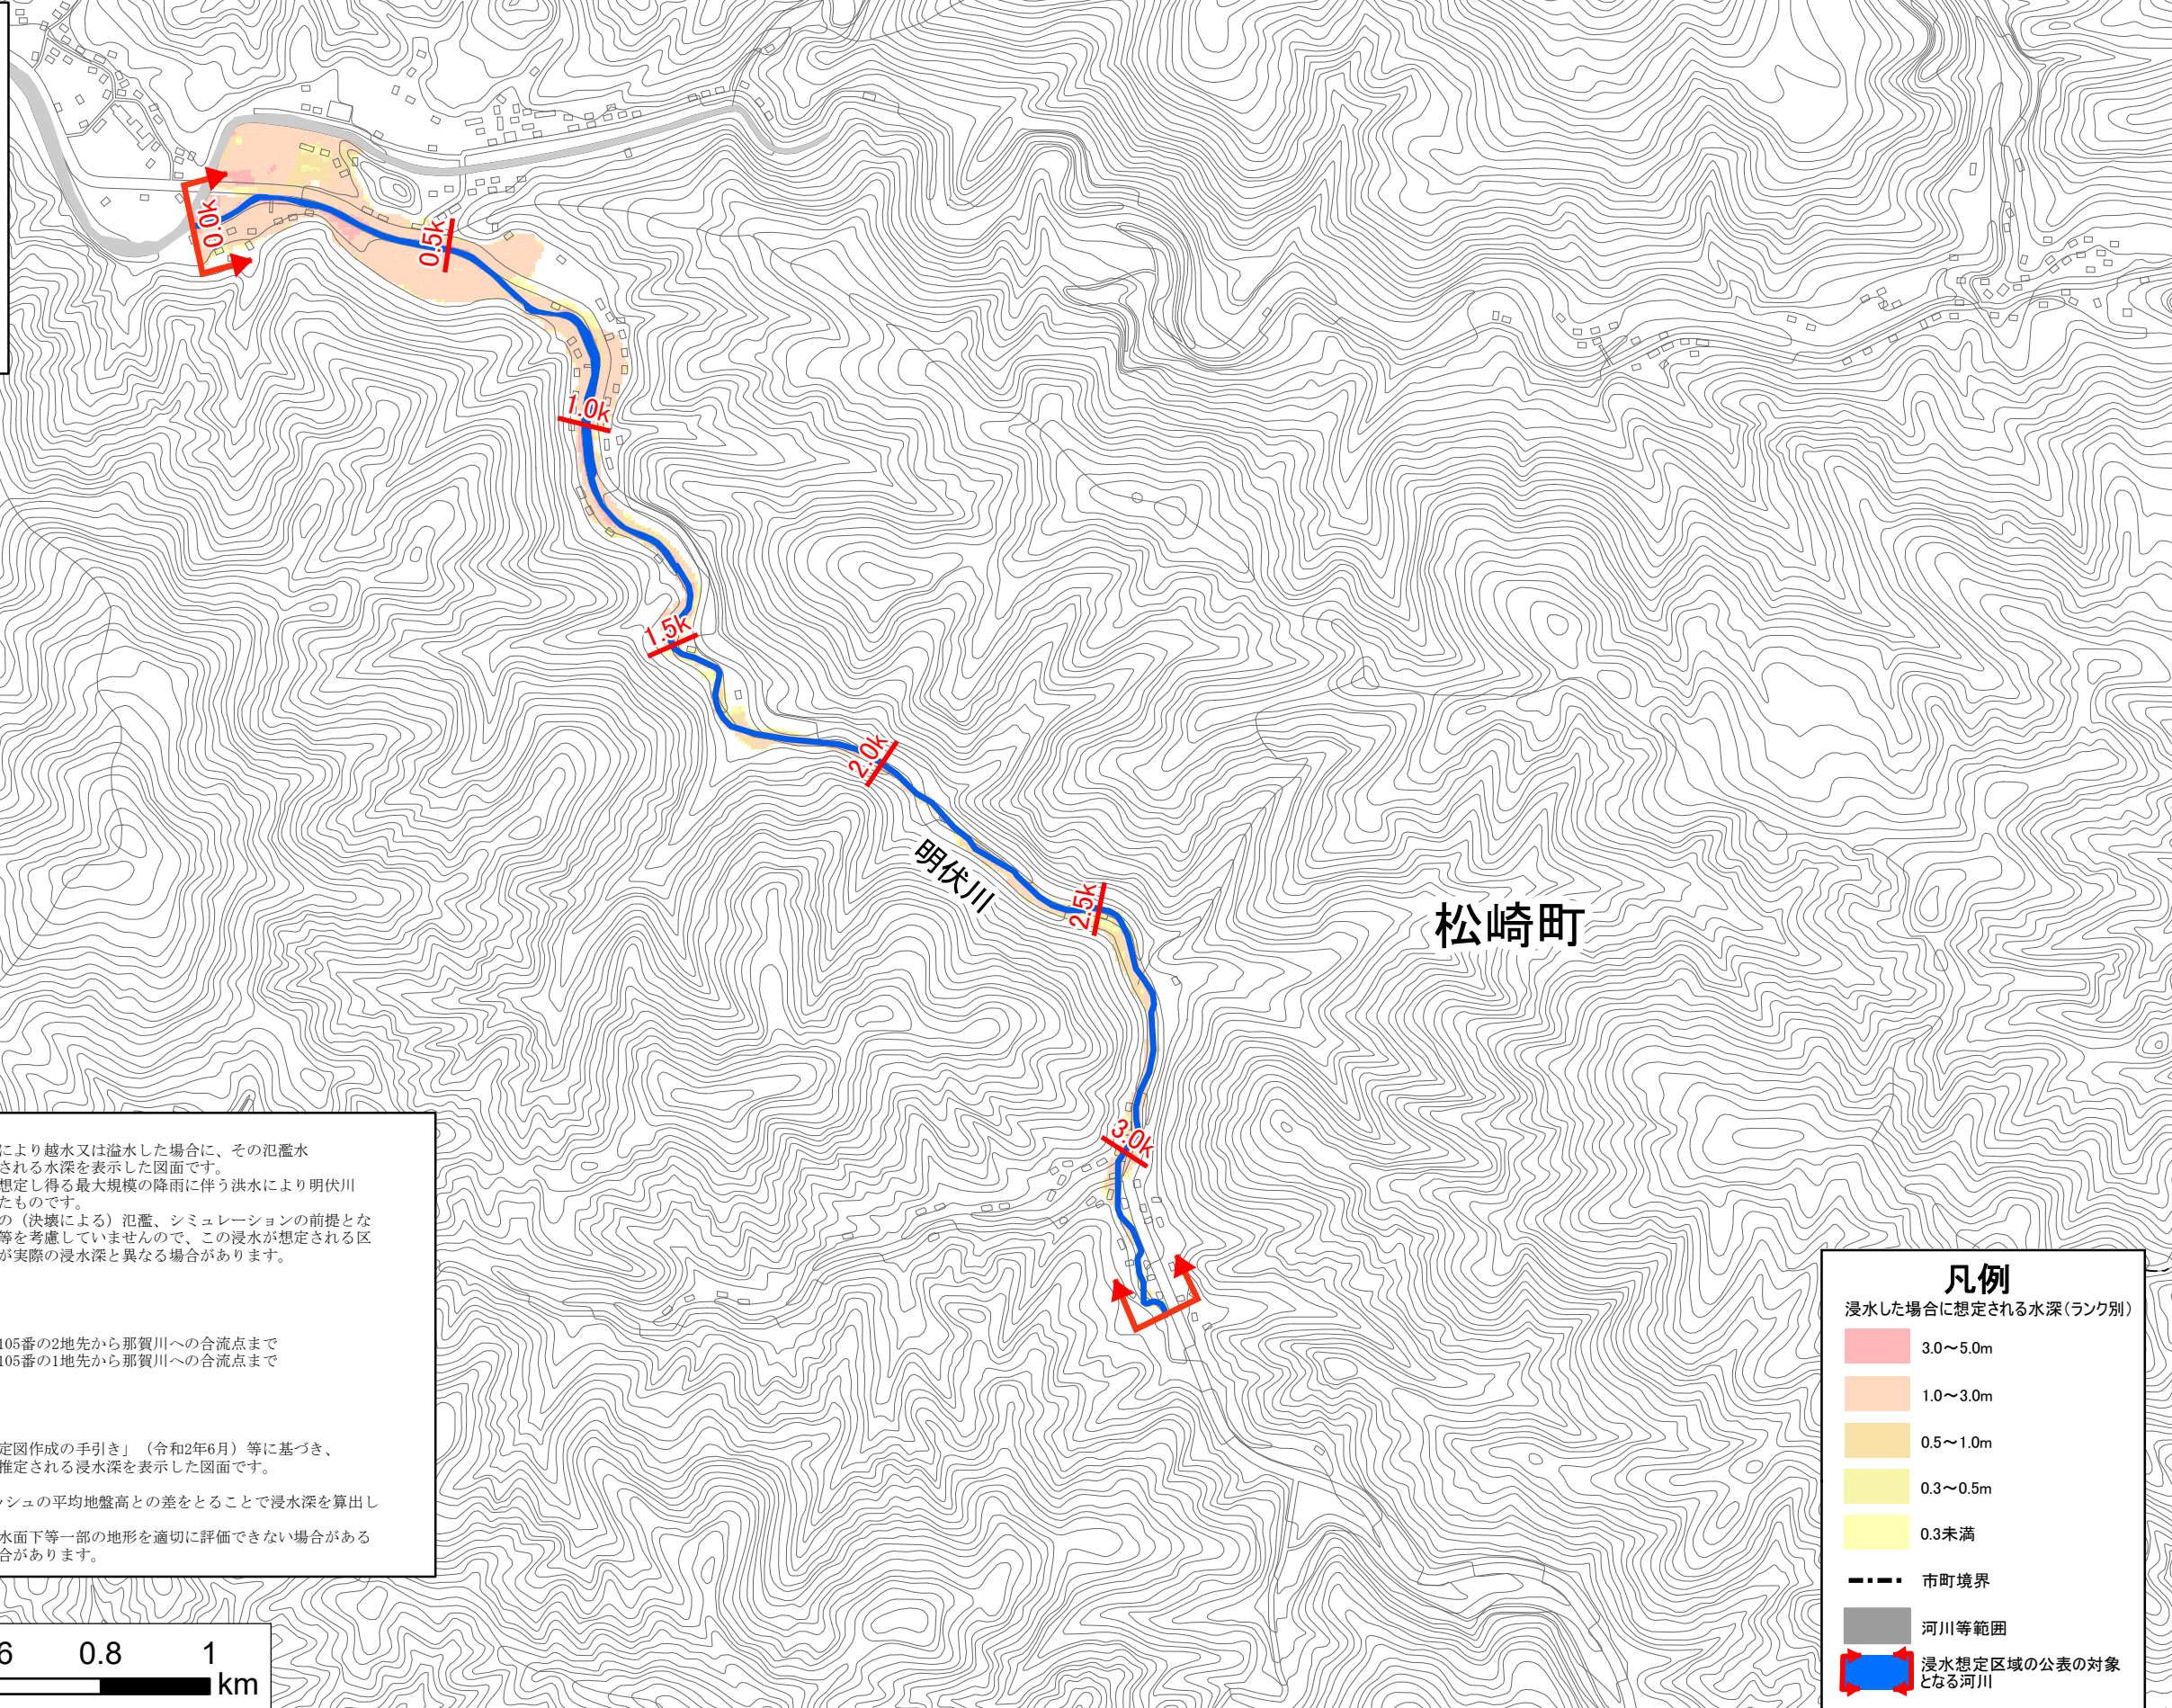 0.0k
0.5k
1.0k
1.5k
2.0k
明伏川
2.5k
松崎町
3.0k
により越水又は溢水した場合に、その氾濫水
される水深を表示した図面です。
想定し得る最大規模の降雨に伴う洪水により明伏川
たものです。
の（決壊による）氾濫、シミュレーションの前提とな
等を考慮していませんので、この浸水が想定される区
が実際の浸水深と異なる場合があります。
105番の2地先から那賀川への合流点まで
105番の1地先から那賀川への合流点まで
定図作成の手引き」（令和2年6月）等に基づき、
推定される浸水深を表示した図面です。
ッシュの平均地盤高との差をとることで浸水深を算出し
水面下等一部の地形を適切に評価できない場合がある
合があります。
6 0.8 1
km
凡例
浸水した場合に想定される水深（ランク別）
3.0～5.0m
1.0～3.0m
0.5～1.0m
0.3～0.5m
0.3未満
市町境界
河川等範囲
浸水想定区域の公表の対象
となる河川